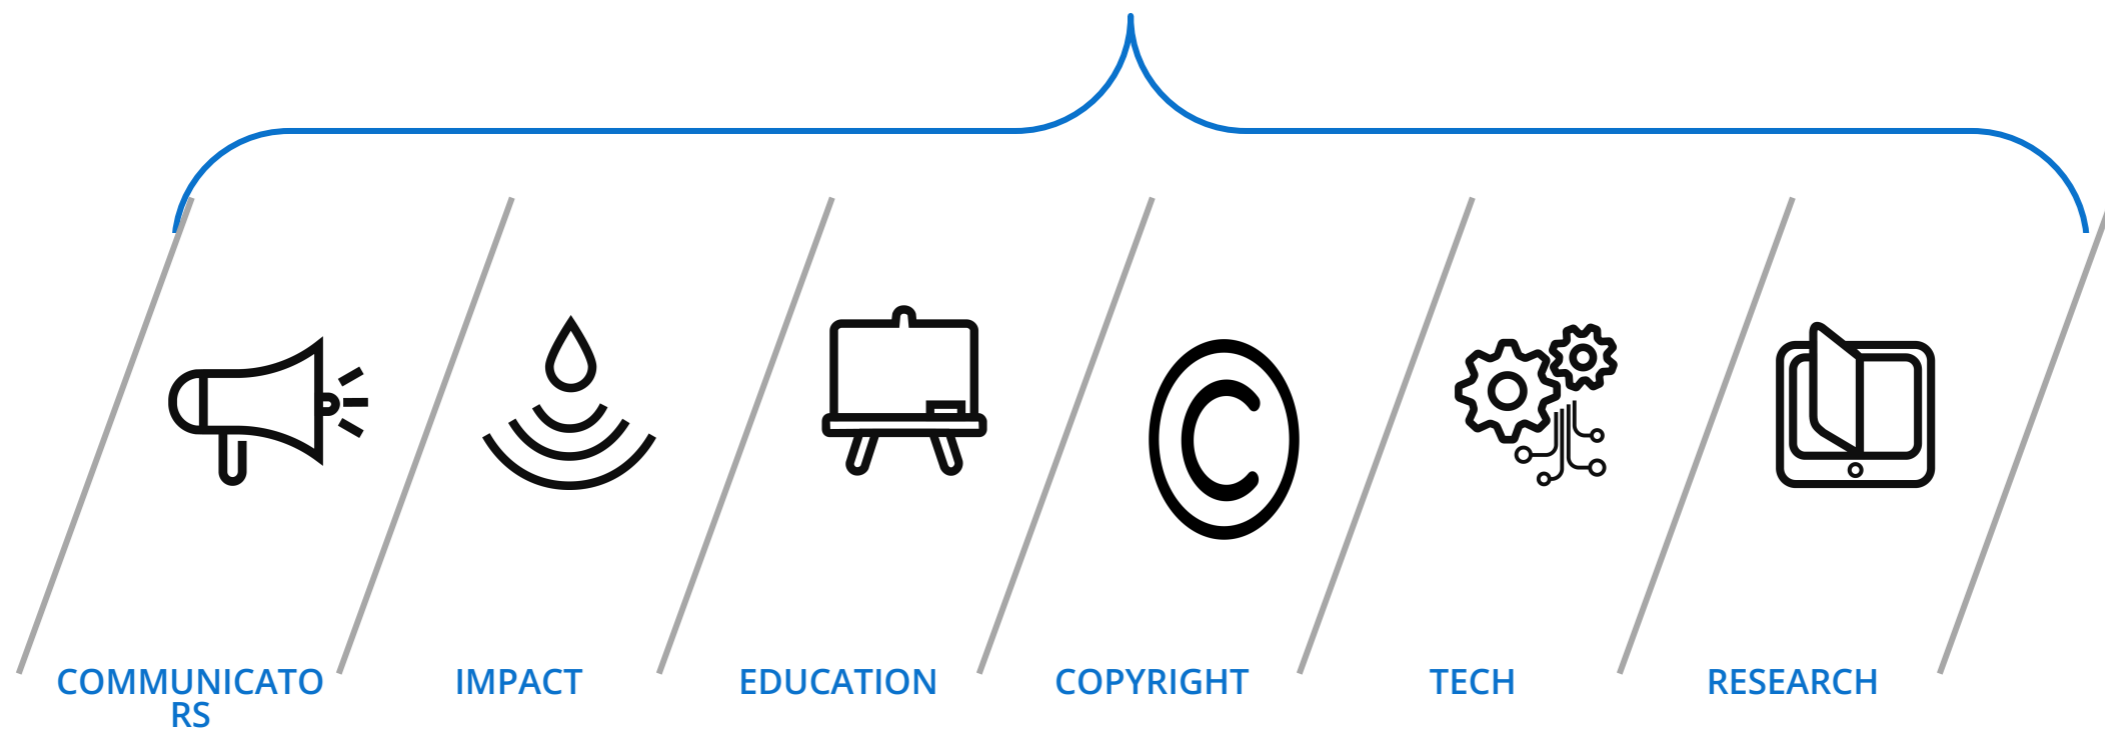 COMMUNICATO
RS
IMPACT
EDUCATION
COPYRIGHT
TECH
RESEARCH